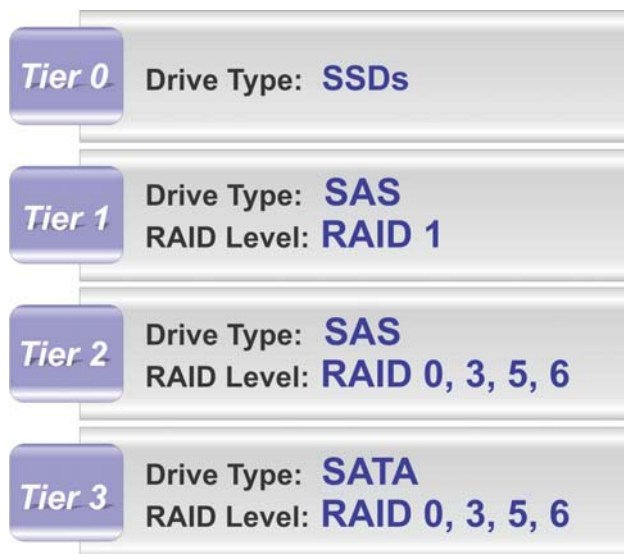 Tier 0
Drive Type: SSDs
Tier 1
Drive Type: SAS
RAID Level: RAID 1
Tier 2
Drive Type: SAS
RAID Level: RAID 0, 3, 5, 6
Tier 3
Drive Type: SATA
RAID Level: RAID 0, 3, 5, 6